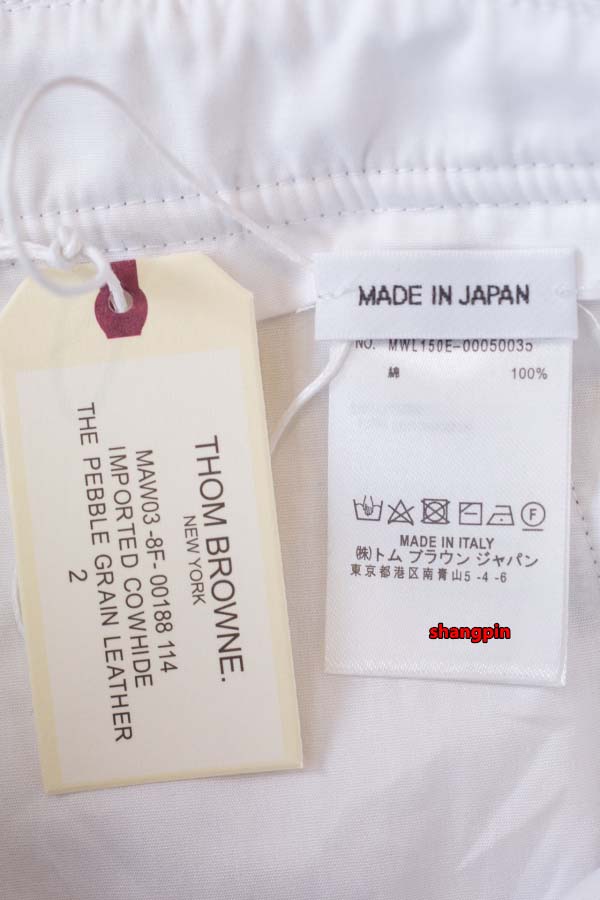 THOM BROWNE.
NEW YORK
MAW03 -8F- 00188 114
IMPORTED COWHIDE
THE PEBBLE GRAIN LEATHER
2
MADE IN JAPAN
NO. MWL150E-00050035
綿 100%
F
MADE IN ITALY
㈱トム ブラウン ジャパン
東京都港区南青山5-4-6
shangpin